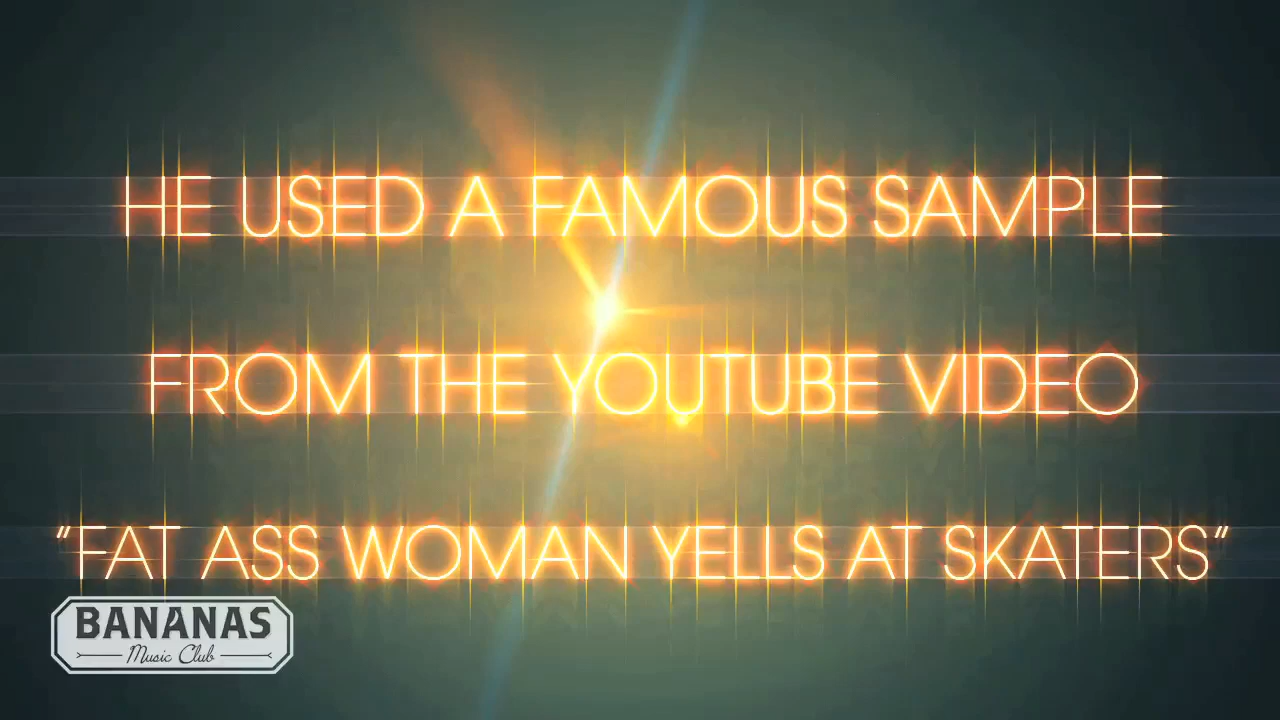 HE USED A FAMOUS SAMPLE
FROM THE YOUTUBE VIDEO
“FAT ASS WOMAN YELLS AT SKATERS”
BANANAS
Music Club